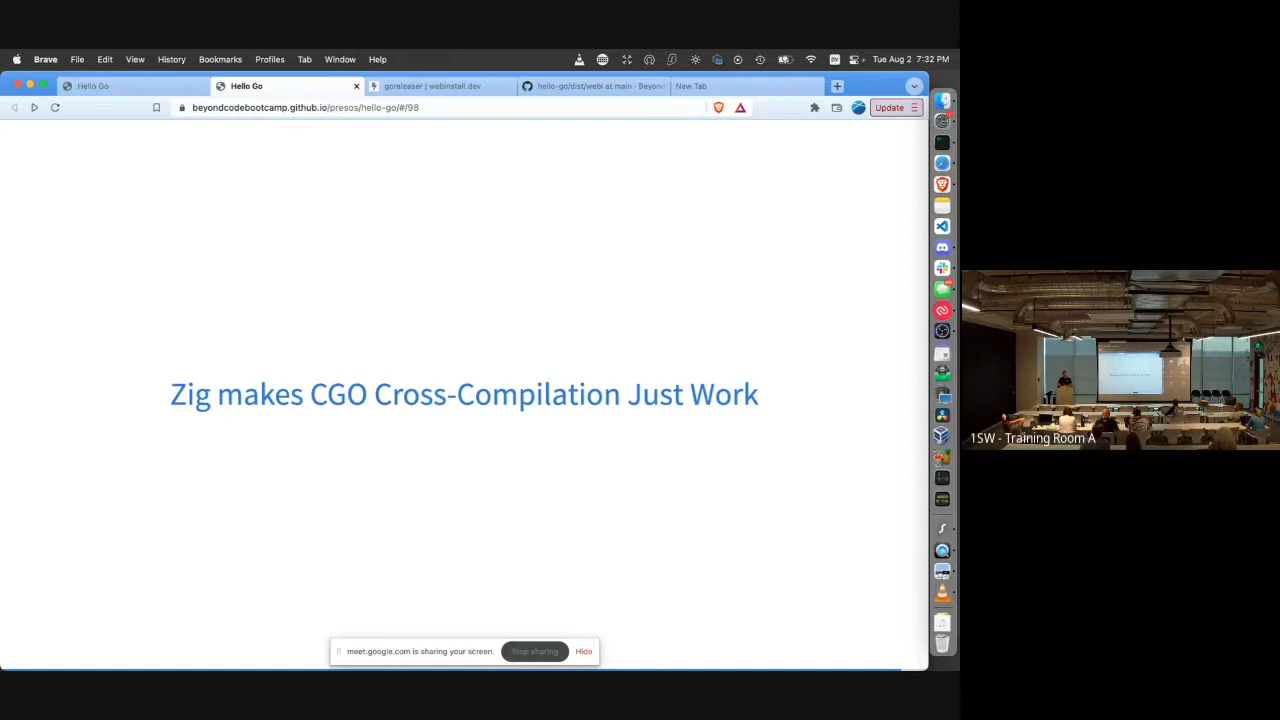 Brave File Edit View History Bookmarks Profiles Tab Window Help Tue Aug 2 7:32 PM
Hello Go Hello Go goreleaser | webinstall.dev hello-go/dist/webi at main · Beyon New Tab
beyondcodebootcamp.github.io/presos/hello-go/#/98 Update
Zig makes CGO Cross-Compilation Just Work
1SW - Training Room A
meet.google.com is sharing your screen. Stop sharing Hide